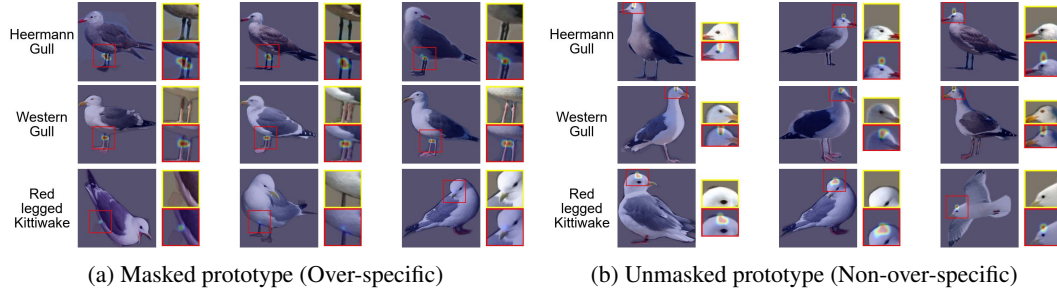 Heermann
Gull
Western
Gull
Red
legged
Kittiwake
(a) Masked prototype (Over-specific)
Heermann
Gull
Western
Gull
Red
legged
Kittiwake
(b) Unmasked prototype (Non-over-specific)